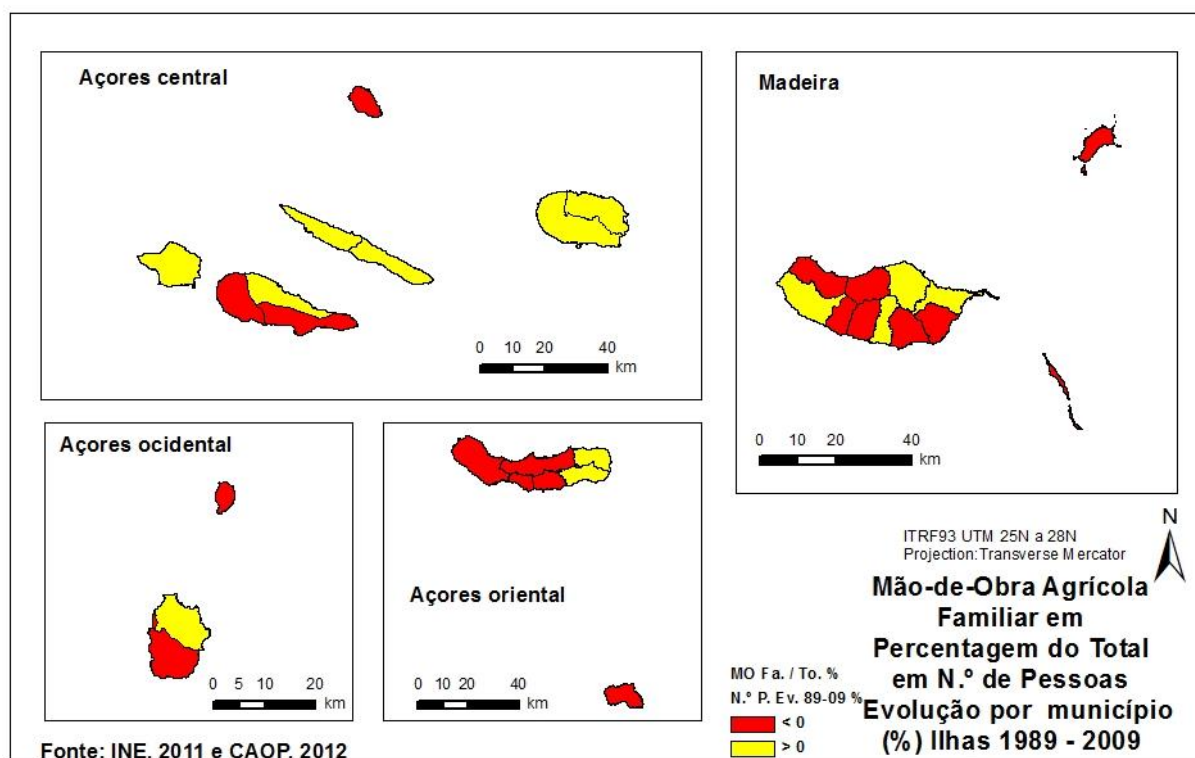 Açores central
0 10 20 40
km
Madeira
0 10 20 40
km
Açores ocidental
0 5 10 20
km
Açores oriental
0 10 20 40
km
ITRF93 UTM 25N a 28N
Projection:Transverse Mercator
N
Mão-de-Obra Agrícola
Familiar em
Percentagem do Total
em N.º de Pessoas
Evolução por município
(%) Ilhas 1989 - 2009
MO Fa. / To. %
N.º P. Ev. 89-09 %
< 0
> 0
Fonte: INE, 2011 e CAOP, 2012